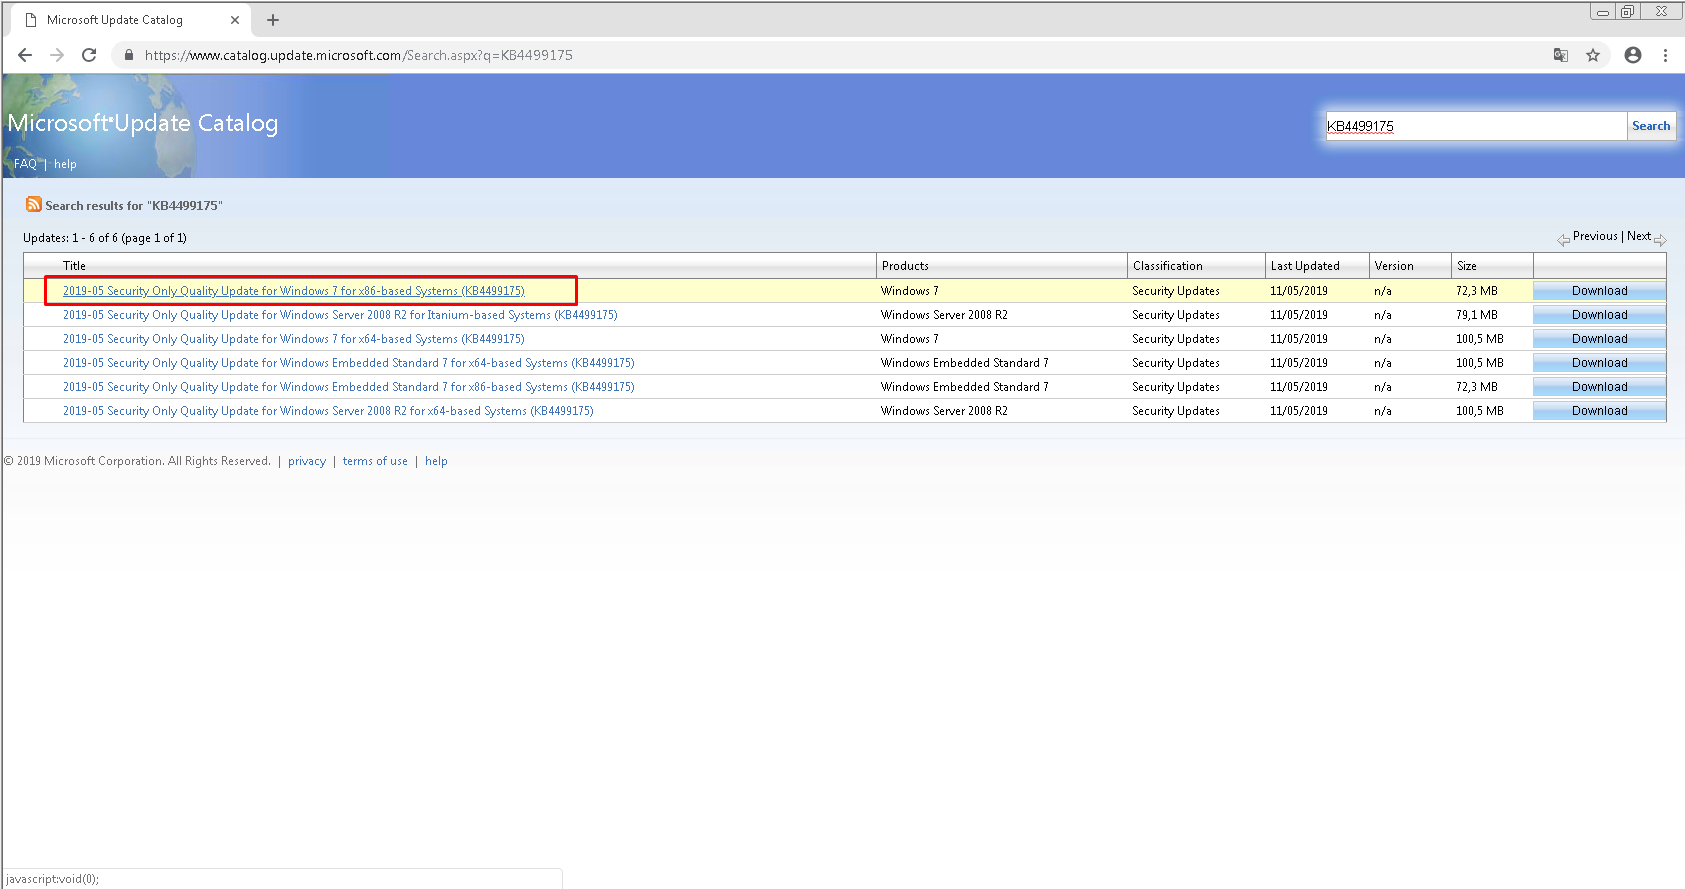 Microsoft Update Catalog
https://www.catalog.update.microsoft.com/Search.aspx?q=KB4499175
Microsoft® Update Catalog
KB4499175 Search
FAQ | help
Search results for "KB4499175"
Updates: 1 - 6 of 6 (page 1 of 1) Previous | Next
Title Products Classification Last Updated Version Size
2019-05 Security Only Quality Update for Windows 7 for x86-based Systems (KB4499175) Windows 7 Security Updates 11/05/2019 n/a 72,3 MB Download
2019-05 Security Only Quality Update for Windows Server 2008 R2 for Itanium-based Systems (KB4499175) Windows Server 2008 R2 Security Updates 11/05/2019 n/a 79,1 MB Download
2019-05 Security Only Quality Update for Windows 7 for x64-based Systems (KB4499175) Windows 7 Security Updates 11/05/2019 n/a 100,5 MB Download
2019-05 Security Only Quality Update for Windows Embedded Standard 7 for x64-based Systems (KB4499175) Windows Embedded Standard 7 Security Updates 11/05/2019 n/a 100,5 MB Download
2019-05 Security Only Quality Update for Windows Embedded Standard 7 for x86-based Systems (KB4499175) Windows Embedded Standard 7 Security Updates 11/05/2019 n/a 72,3 MB Download
2019-05 Security Only Quality Update for Windows Server 2008 R2 for x64-based Systems (KB4499175) Windows Server 2008 R2 Security Updates 11/05/2019 n/a 100,5 MB Download
© 2019 Microsoft Corporation. All Rights Reserved. | privacy | terms of use | help
javascript:void(0);